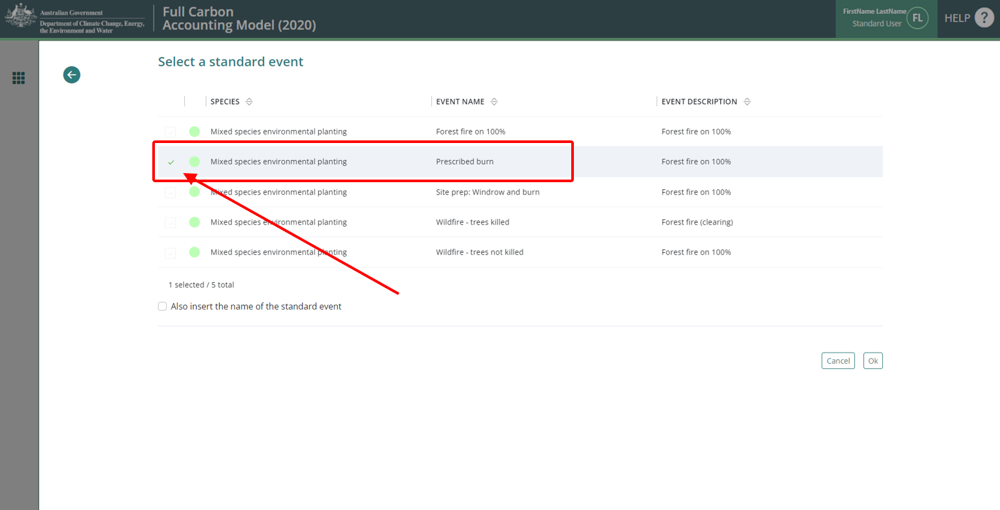 Australian Government
Department of Climate Change, Energy,
the Environment and Water
Full Carbon
Accounting Model (2020)
FirstName LastName
Standard User
FL
HELP ?
Select a standard event
SPECIES EVENT NAME EVENT DESCRIPTION
Mixed species environmental planting Forest fire on 100% Forest fire on 100%
Mixed species environmental planting Prescribed burn Forest fire on 100%
Mixed species environmental planting Site prep: Windrow and burn Forest fire on 100%
Mixed species environmental planting Wildfire - trees killed Forest fire (clearing)
Mixed species environmental planting Wildfire - trees not killed Forest fire on 100%
1 selected / 5 total
Also insert the name of the standard event
Cancel Ok